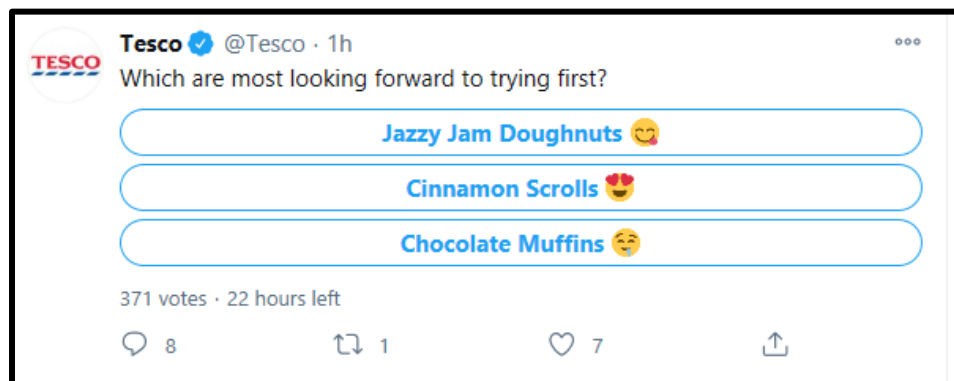 Tesco @Tesco · 1h
TESCO
Which are most looking forward to trying first?
Jazzy Jam Doughnuts 😋
Cinnamon Scrolls 😍
Chocolate Muffins 🤤
371 votes · 22 hours left
8 1 7